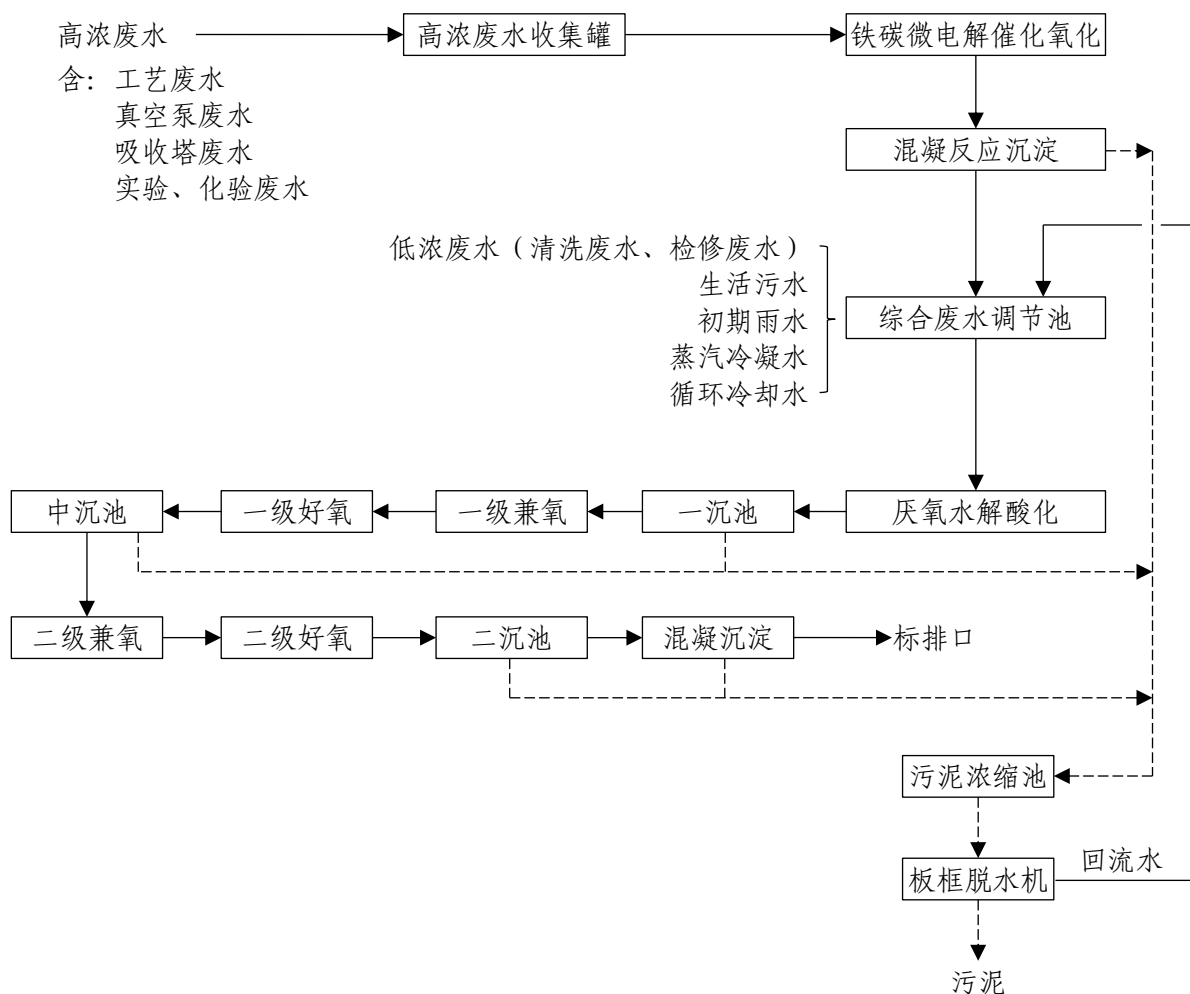 高浓废水
高浓废水收集罐
铁碳微电解催化氧化
含：工艺废水
真空泵废水
吸收塔废水
实验、化验废水
混凝反应沉淀
低浓废水（清洗废水、检修废水）
生活污水
初期雨水
蒸汽冷凝水
循环冷却水
综合废水调节池
中沉池
一级好氧
一级兼氧
一沉池
厌氧水解酸化
二级兼氧
二级好氧
二沉池
混凝沉淀
标排口
污泥浓缩池
板框脱水机
回流水
污泥